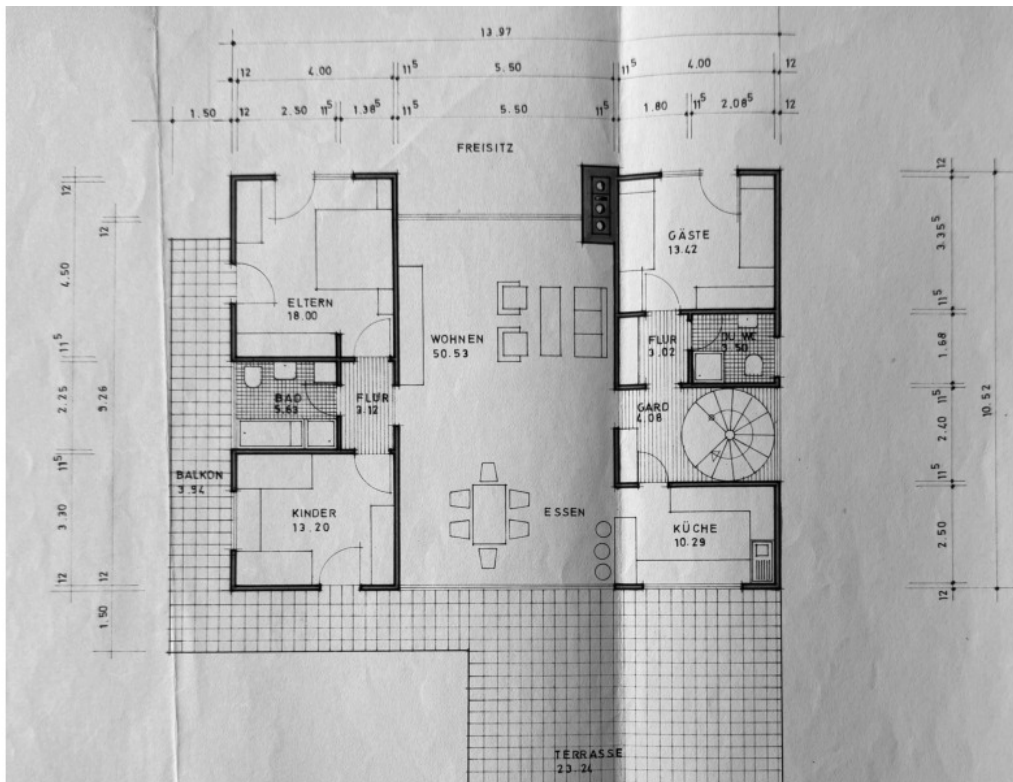 13.97
12 4.00 11⁵ 5.50 11⁵ 4.00 12
1.50 12 2.50 11⁵ 1.38⁵ 11⁵ 5.50 11⁵ 1.80 11⁵ 2.08⁵ 12
FREISITZ
12
4.50
11⁵
2.25
11⁵
3.30
12
12
9.26
12
1.50
ELTERN
18.00
WOHNEN
50.53
GÄSTE
13.42
FLUR
3.02
DU. WC
3.50
BAD
5.63
FLUR
3.12
GARD
4.08
BALKON
KINDER
13.20
ESSEN
KÜCHE
10.29
TERRASSE
12
3.35⁵
11⁵
1.68
11⁵
2.40
11⁵
2.50
12
10.52